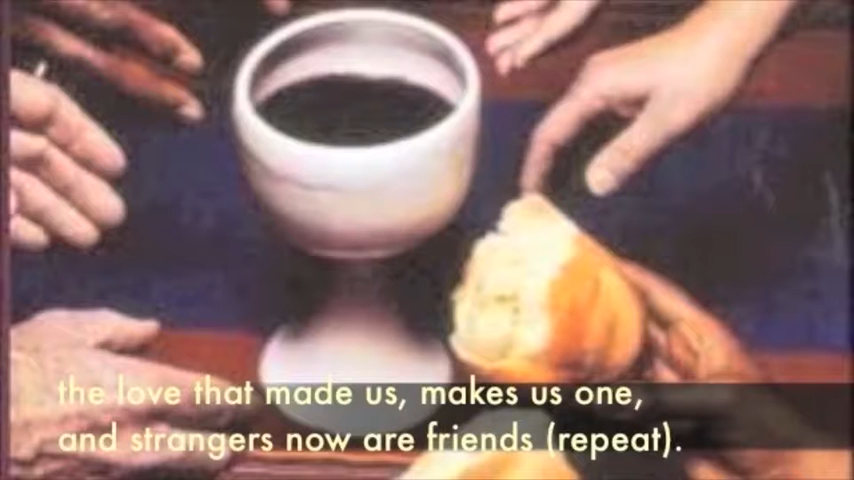 the love that made us, makes us one,
and strangers now are friends (repeat).